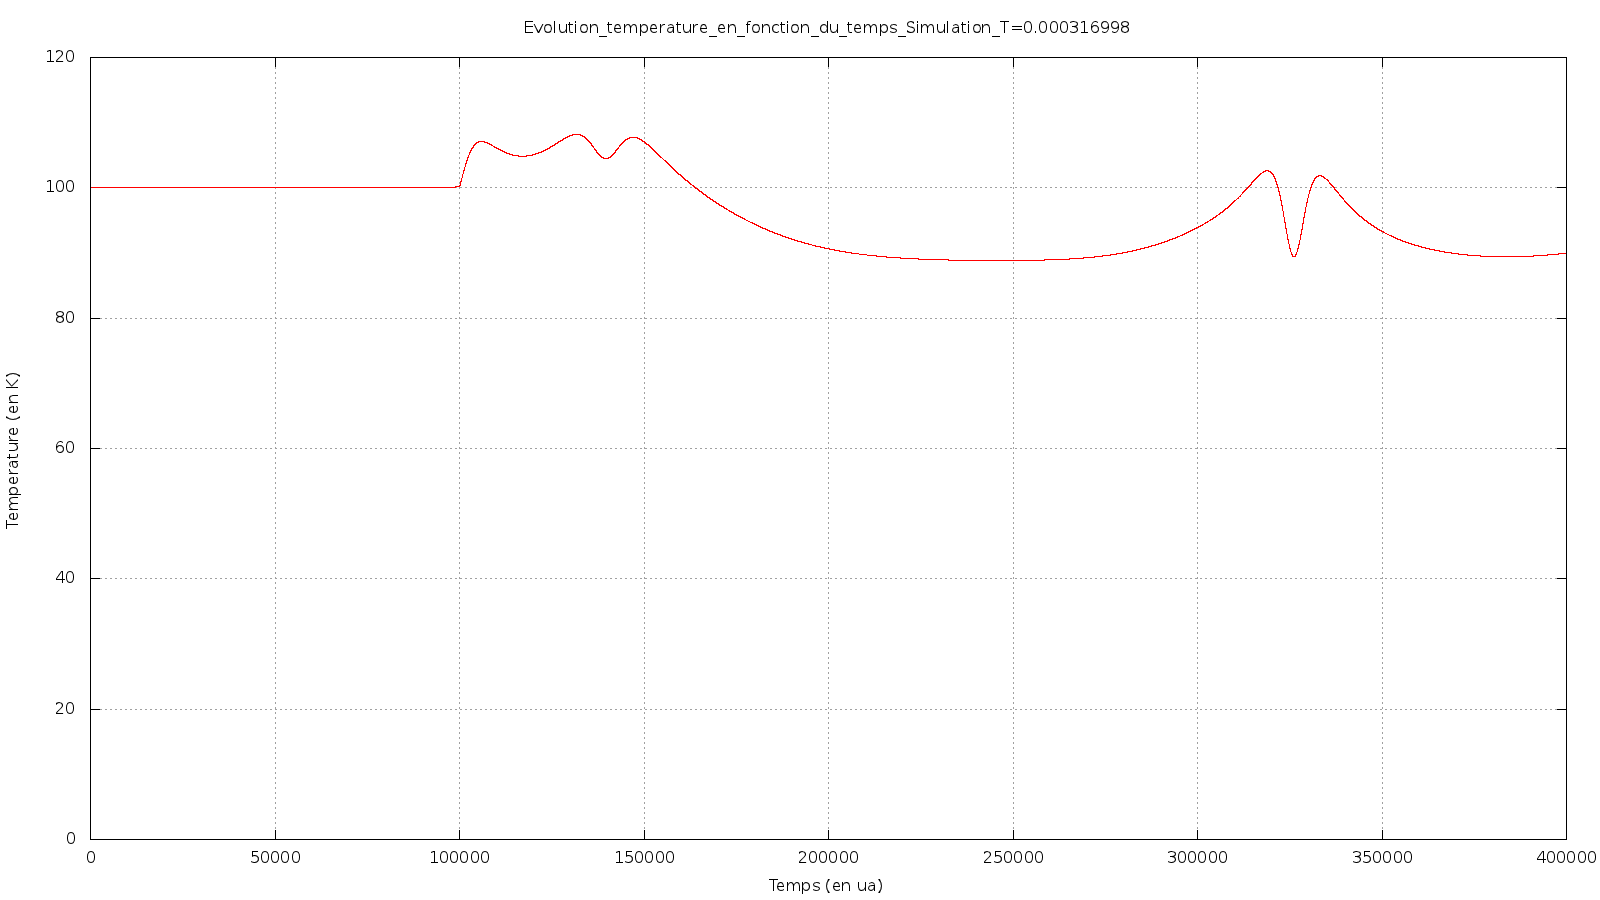 Evolution_temperature_en_fonction_du_temps_Simulation_T=0.000316998
120
100
80
60
40
20
0
Temperature (en K)
0 50000 100000 150000 200000 250000 300000 350000 400000
Temps (en ua)